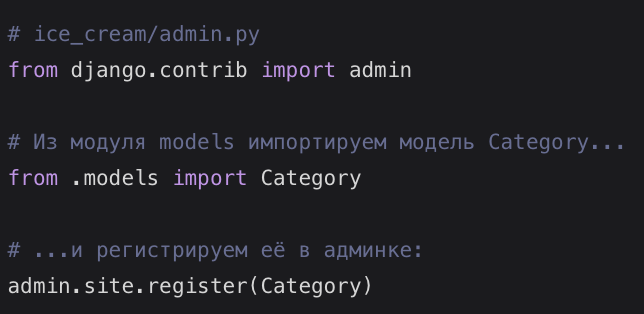 # ice_cream/admin.py
from django.contrib import admin
# Из модуля models импортируем модель Category...
from .models import Category
# ...и регистрируем её в админке:
admin.site.register(Category)